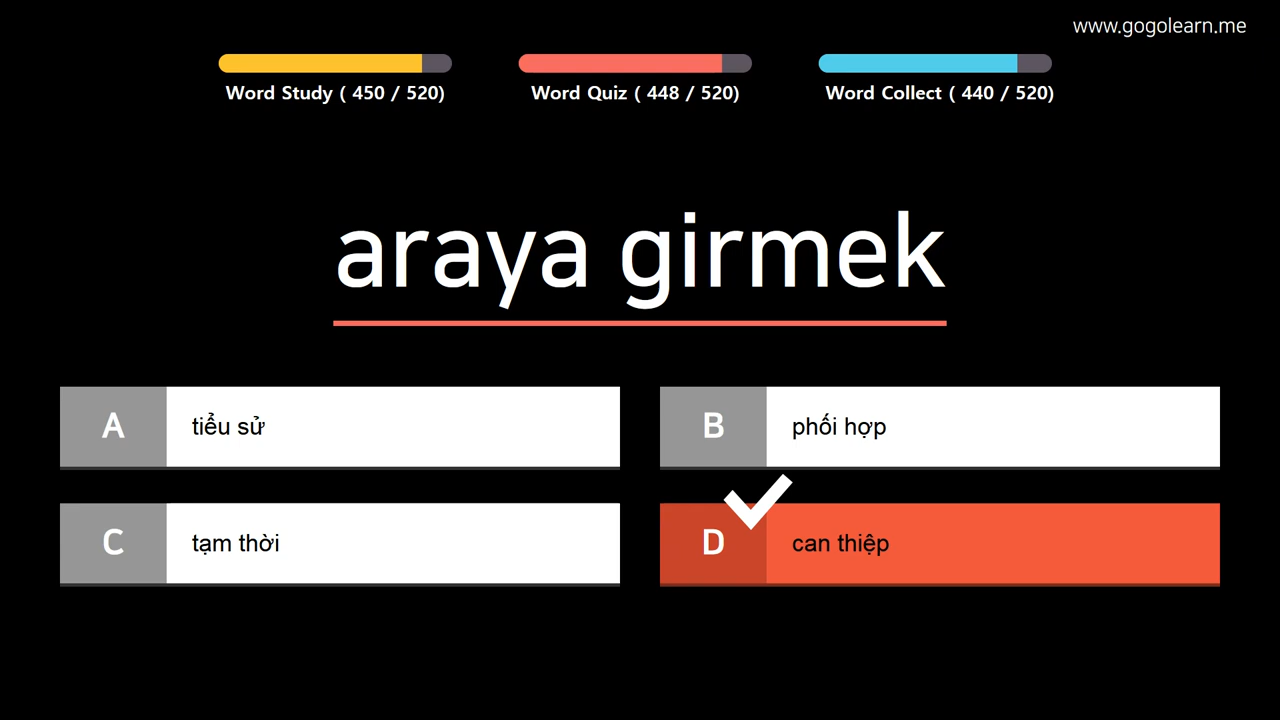 www.gogolearn.me
Word Study ( 450 / 520)
Word Quiz ( 448 / 520)
Word Collect ( 440 / 520)
araya girmek
A
tiểu sử
B
phối hợp
C
tạm thời
D
can thiệp